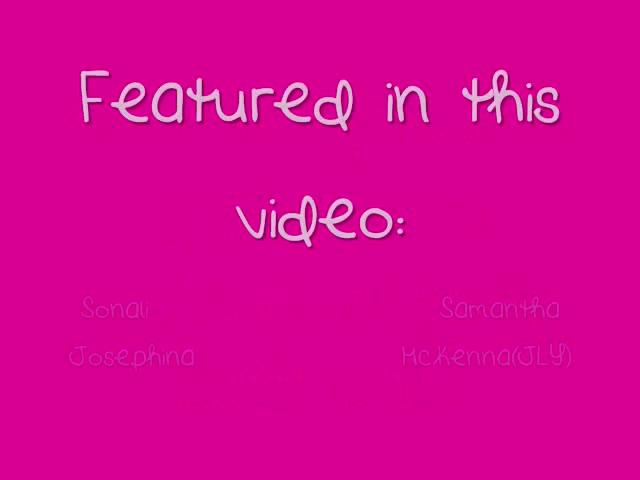 Featured in this
video:
Sonali Samantha
Josephina McKenna(JLY)